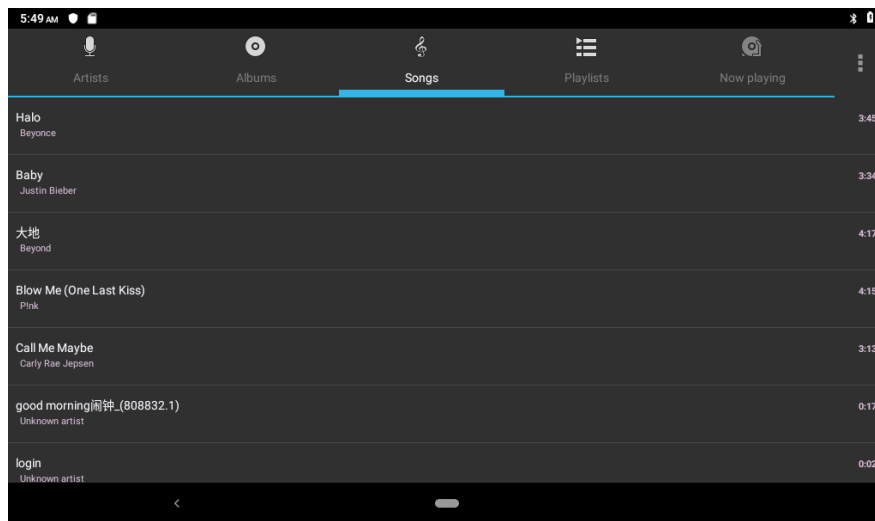 5:49 AM
Artists
Albums
Songs
Playlists
Now playing
Halo
3:45
Beyonce
Baby
3:34
Justin Bieber
大地
4:17
Beyond
Blow Me (One Last Kiss)
4:15
P!nk
Call Me Maybe
3:13
Carly Rae Jepsen
good morning闹钟_(808832.1)
0:17
Unknown artist
login
0:02
Unknown artist